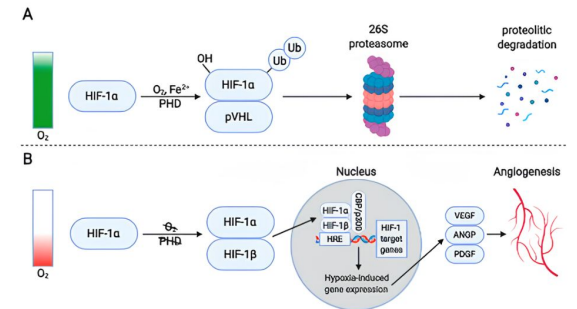 A
26S
proteasome
proteolitic
degradation
OH
Ub
Ub
HIF-1α
O₂, Fe²⁺
PHD
HIF-1α
pVHL
O₂
B
Nucleus
Angiogenesis
HIF-1α
O₂
PHD
HIF-1α
HIF-1β
HIF-1α
HIF-1β
HRE
CBP/p300
HIF-1
target
genes
Hypoxia-induced
gene expression
VEGF
ANGP
PDGF
O₂